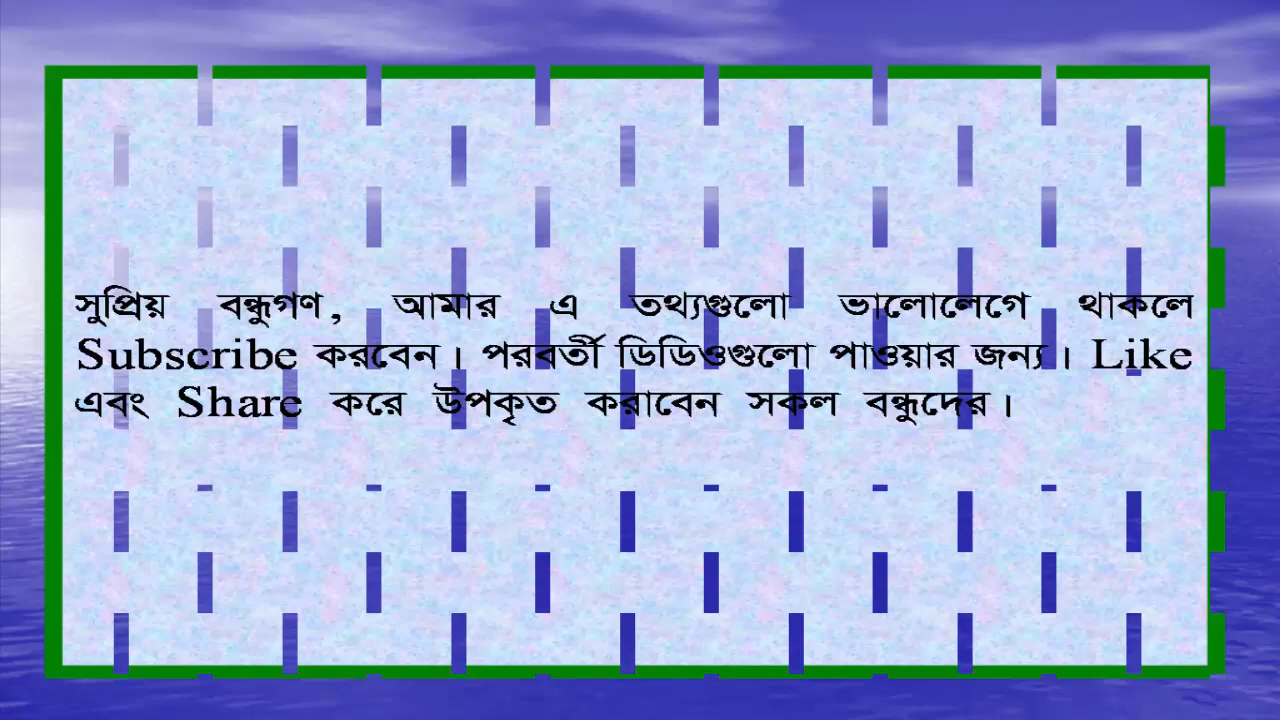 সুপ্রিয় বন্ধুগণ, আমার এ তথ্যগুলো ভালোলেগে থাকলে
Subscribe করবেন। পরবর্তী ডিডিওগুলো পাওয়ার জন্য। Like
এবং Share করে উপকৃত করাবেন সকল বন্ধুদের।